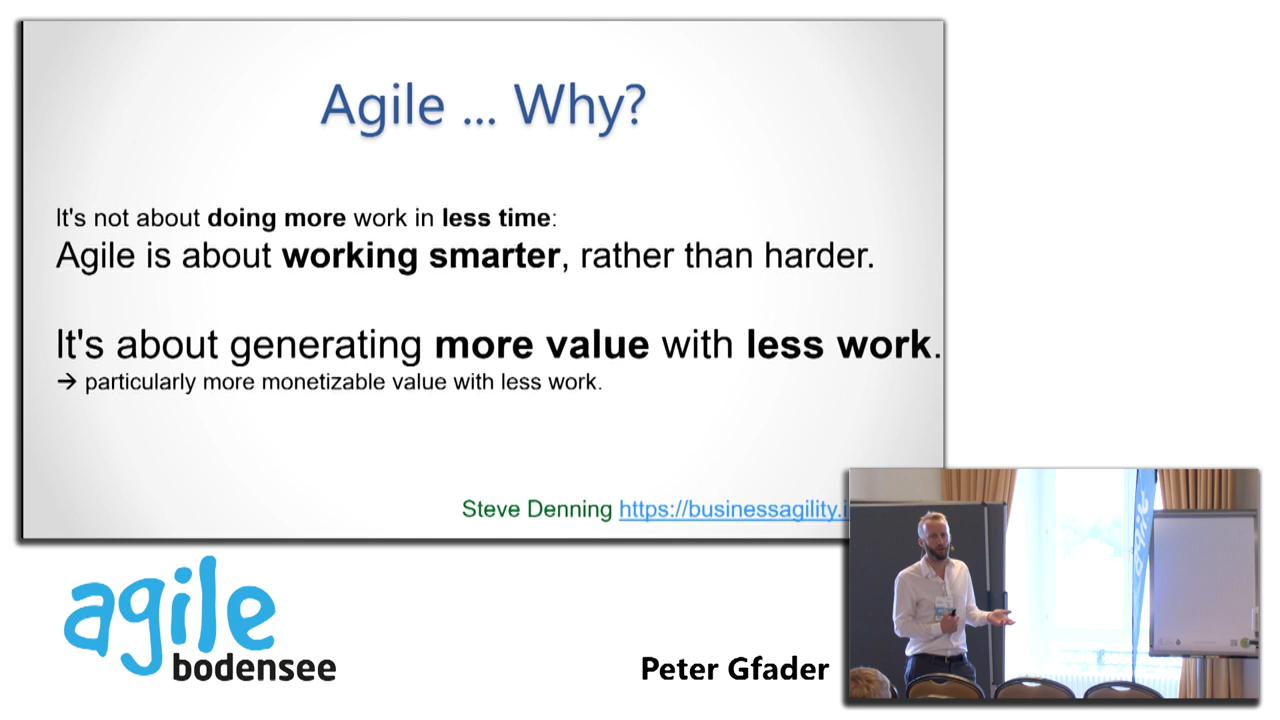 Agile ... Why?
It's not about doing more work in less time:
Agile is about working smarter, rather than harder.
It's about generating more value with less work.
→ particularly more monetizable value with less work.
Steve Denning https://businessagility.i
agile
bodensee
Peter Gfader